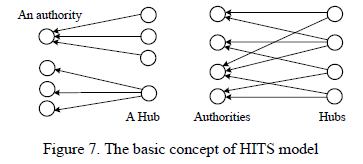 An authority
A Hub
Authorities
Hubs
Figure 7. The basic concept of HITS model